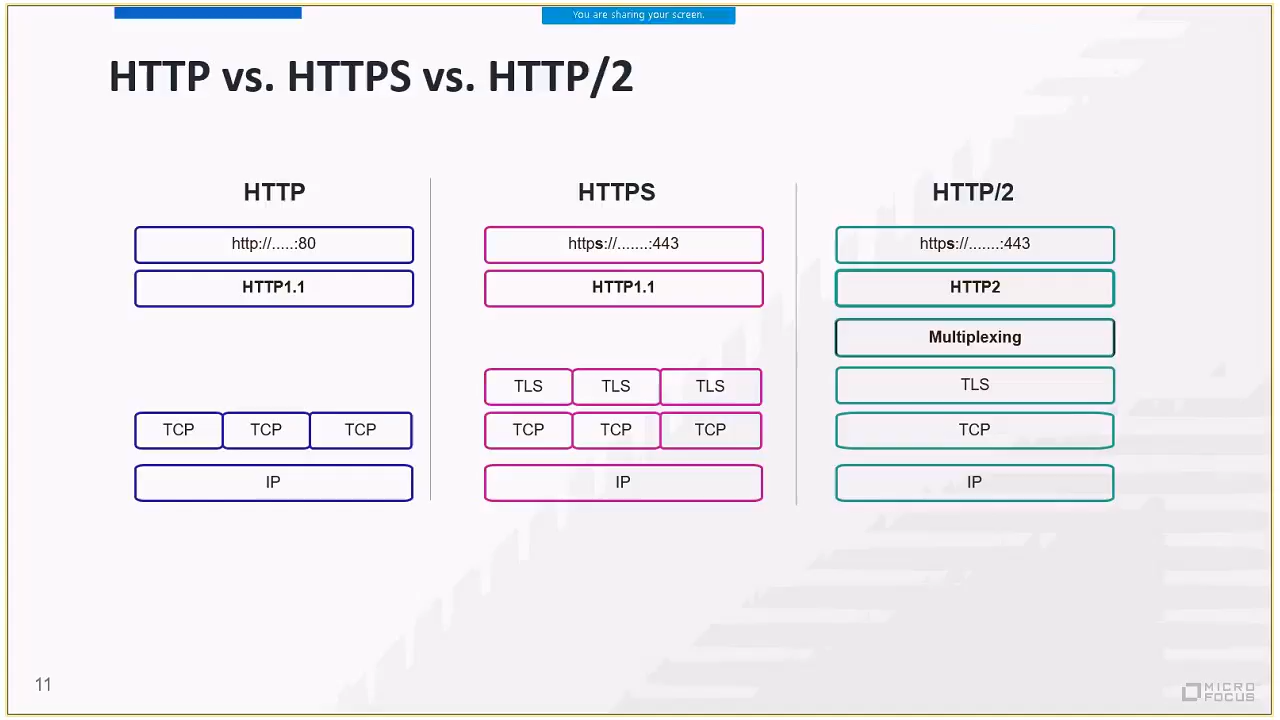 You are sharing your screen.
HTTP vs. HTTPS vs. HTTP/2
HTTP
http://.....:80
HTTP1.1
TCP TCP TCP
IP
HTTPS
https://.......:443
HTTP1.1
TLS TLS TLS
TCP TCP TCP
IP
HTTP/2
https://.......:443
HTTP2
Multiplexing
TLS
TCP
IP
11
MICRO
FOCUS